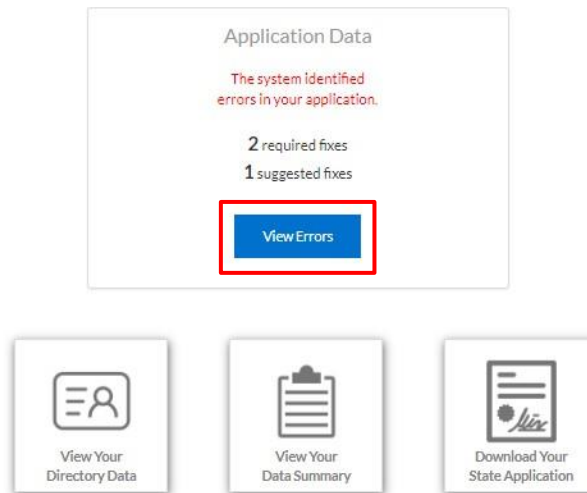 Application Data
The system identified
errors in your application.
2 required fixes
1 suggested fixes
View Errors
View Your
Directory Data
View Your
Data Summary
Download Your
State Application